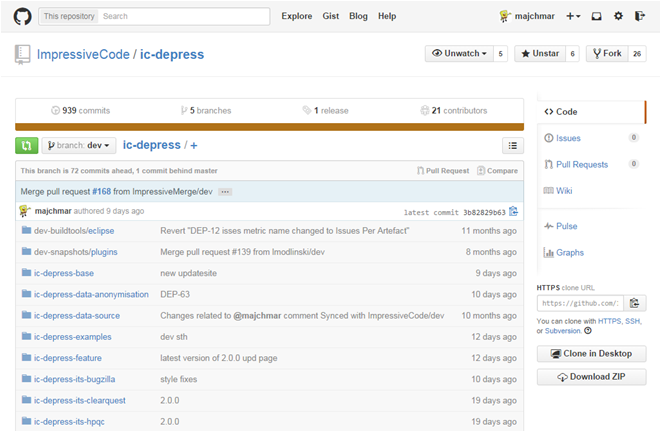 This repository Search Explore Gist Blog Help majchmar
ImpressiveCode / ic-depress Unwatch 5 Unstar 6 Fork 26
939 commits 5 branches 1 release 21 contributors
branch: dev ic-depress / +
This branch is 72 commits ahead, 1 commit behind master Pull Request Compare
Merge pull request #168 from ImpressiveMerge/dev ...
majchmar authored 9 days ago latest commit 3b82829b63
dev-buildtools/eclipse Revert "DEP-12 isses metric name changed to Issues Per Artefact" 11 months ago
dev-snapshots/plugins Merge pull request #139 from lmodlinski/dev 8 months ago
ic-depress-base new updatesite 9 days ago
ic-depress-data-anonymisation DEP-63 10 days ago
ic-depress-data-source Changes related to @majchmar comment Synced with ImpressiveCode/dev 10 months ago
ic-depress-examples dev sth 12 days ago
ic-depress-feature latest version of 2.0.0 upd page 12 days ago
ic-depress-its-bugzilla style fixes 10 days ago
ic-depress-its-clearquest 2.0.0 19 days ago
ic-depress-its-hpqc 2.0.0 19 days ago
Code
Issues 0
Pull Requests 0
Wiki
Pulse
Graphs
HTTPS clone URL
https://github.com/
You can clone with HTTPS, SSH,
or Subversion.
Clone in Desktop
Download ZIP